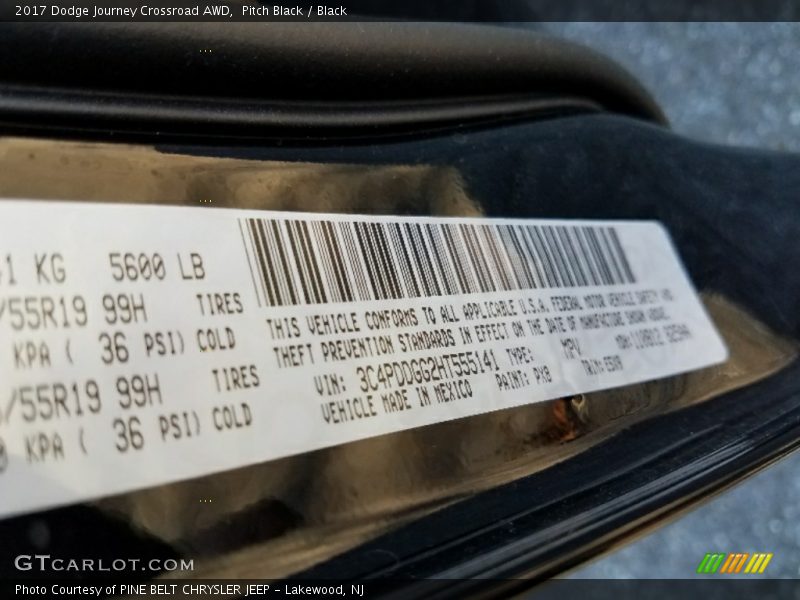 2017 Dodge Journey Crossroad AWD, Pitch Black / Black
1 KG 5600 LB
/55R19 99H TIRES
KPA ( 36 PSI) COLD
/55R19 99H TIRES
KPA ( 36 PSI) COLD
THIS VEHICLE CONFORMS TO ALL APPLICABLE U.S.A. FEDERAL MOTOR VEHICLE SAFETY AND
THEFT PREVENTION STANDARDS IN EFFECT ON THE DATE OF MANUFACTURE SHOWN ABOVE.
VIN: 3C4PDDGG2HT555141 TYPE: MPV
VEHICLE MADE IN MEXICO PAINT: PX8 TRIM:
GTCARLOT.COM
Photo Courtesy of PINE BELT CHRYSLER JEEP – Lakewood, NJ